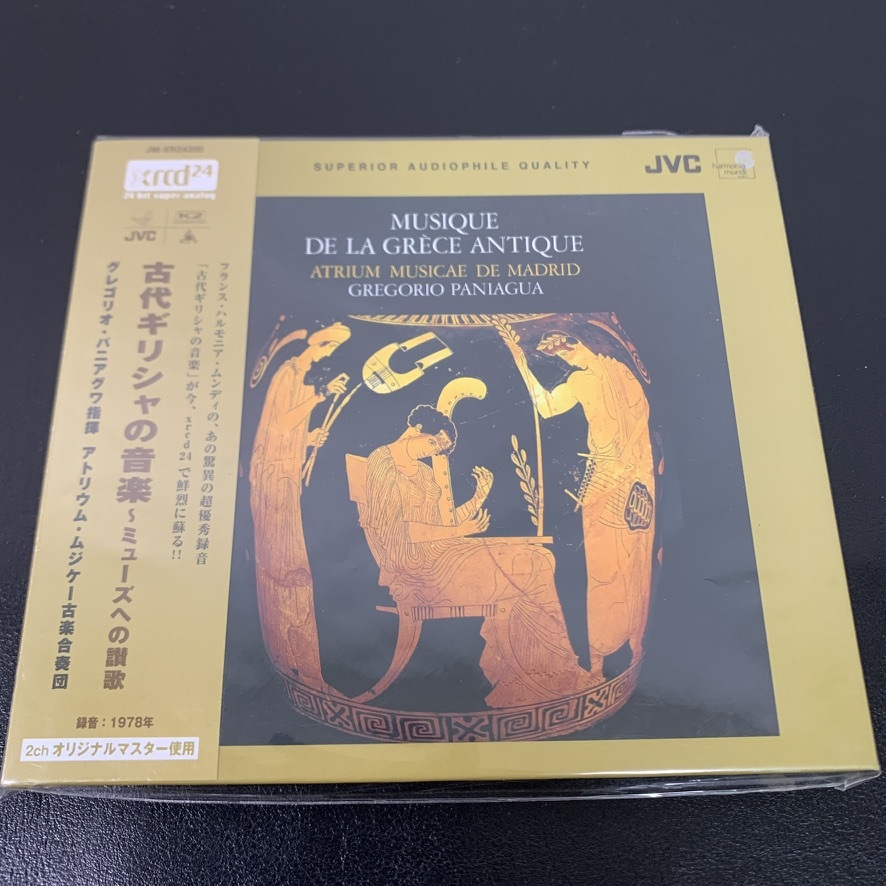 SUPERIOR AUDIOPHILE QUALITY
JVC
harmonia
mundi
xrcd24
24 bit super analog
K2
JVC
MUSIQUE
DE LA GRÈCE ANTIQUE
ATRIUM MUSICAE DE MADRID
GREGORIO PANIAGUA
フランス・ハルモニア・ムンディの、あの驚異の超優秀録音
「古代ギリシャの音楽」が今、xrcd24で鮮烈に蘇る!!
古代ギリシャの音楽〜ミューズへの讃歌
グレゴリオ・パニアグワ指揮 アトリウム・ムジケー古楽合奏団
録音：1978年
2ch オリジナルマスター使用